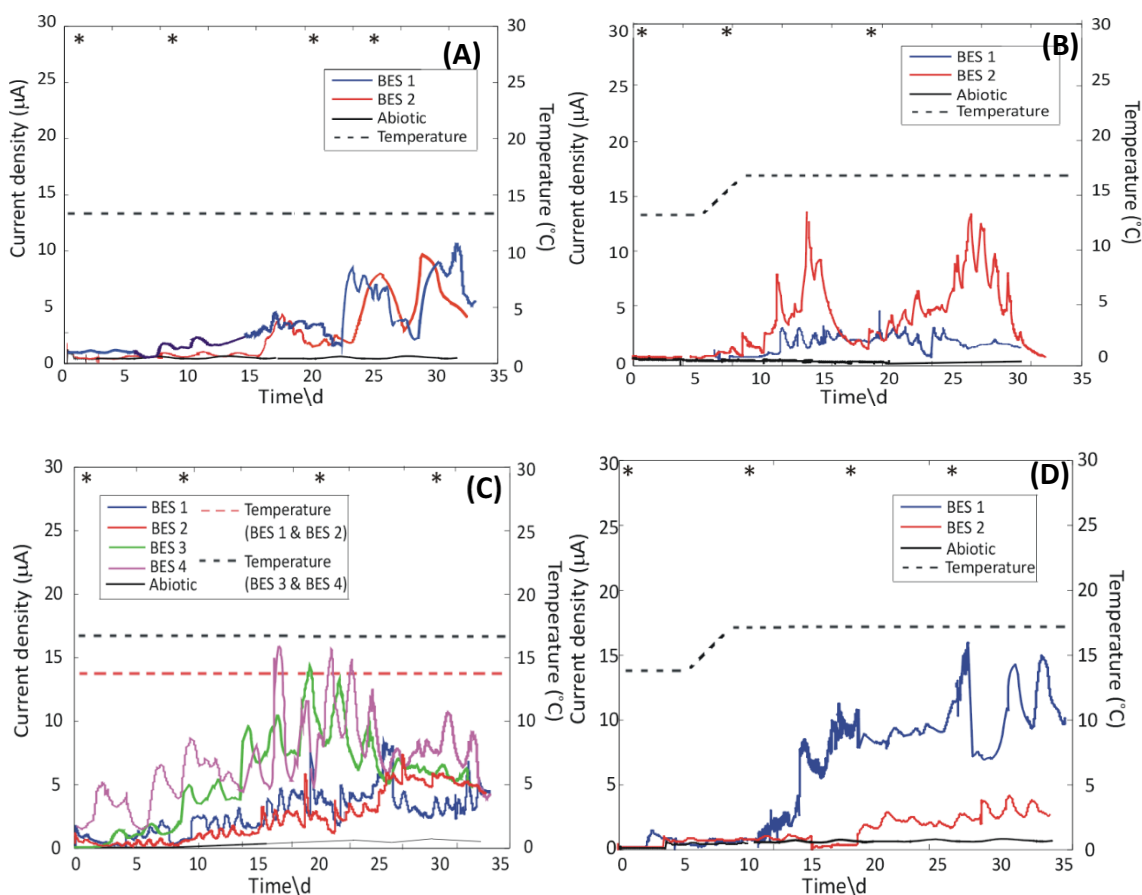 30
25
20
15
10
5
0
Current density (µA)
* * * *
(A)
BES 1
BES 2
Abiotic
Temperature
30
25
20
15
10
5
0
Temperature (°C)
0 5 10 15 20 25 30 35
Time\d
30
25
20
15
10
5
0
Current density (µA)
* * *
(B)
BES 1
BES 2
Abiotic
Temperature
30
25
20
15
10
5
0
Temperature (°C)
0 5 10 15 20 25 30 35
Time\d
30
25
20
15
10
5
0
Current density (µA)
* * * *
(C)
BES 1
BES 2
BES 3
BES 4
Abiotic
Temperature
(BES 1 & BES 2)
Temperature
(BES 3 & BES 4)
30
25
20
15
10
5
0
Temperature (°C)
0 5 10 15 20 25 30 35
Time\d
30
25
20
15
10
5
0
Current density (µA)
* * * *
(D)
BES 1
BES 2
Abiotic
Temperature
30
25
20
15
10
5
0
Temperature (°C)
0 5 10 15 20 25 30 35
Time\d